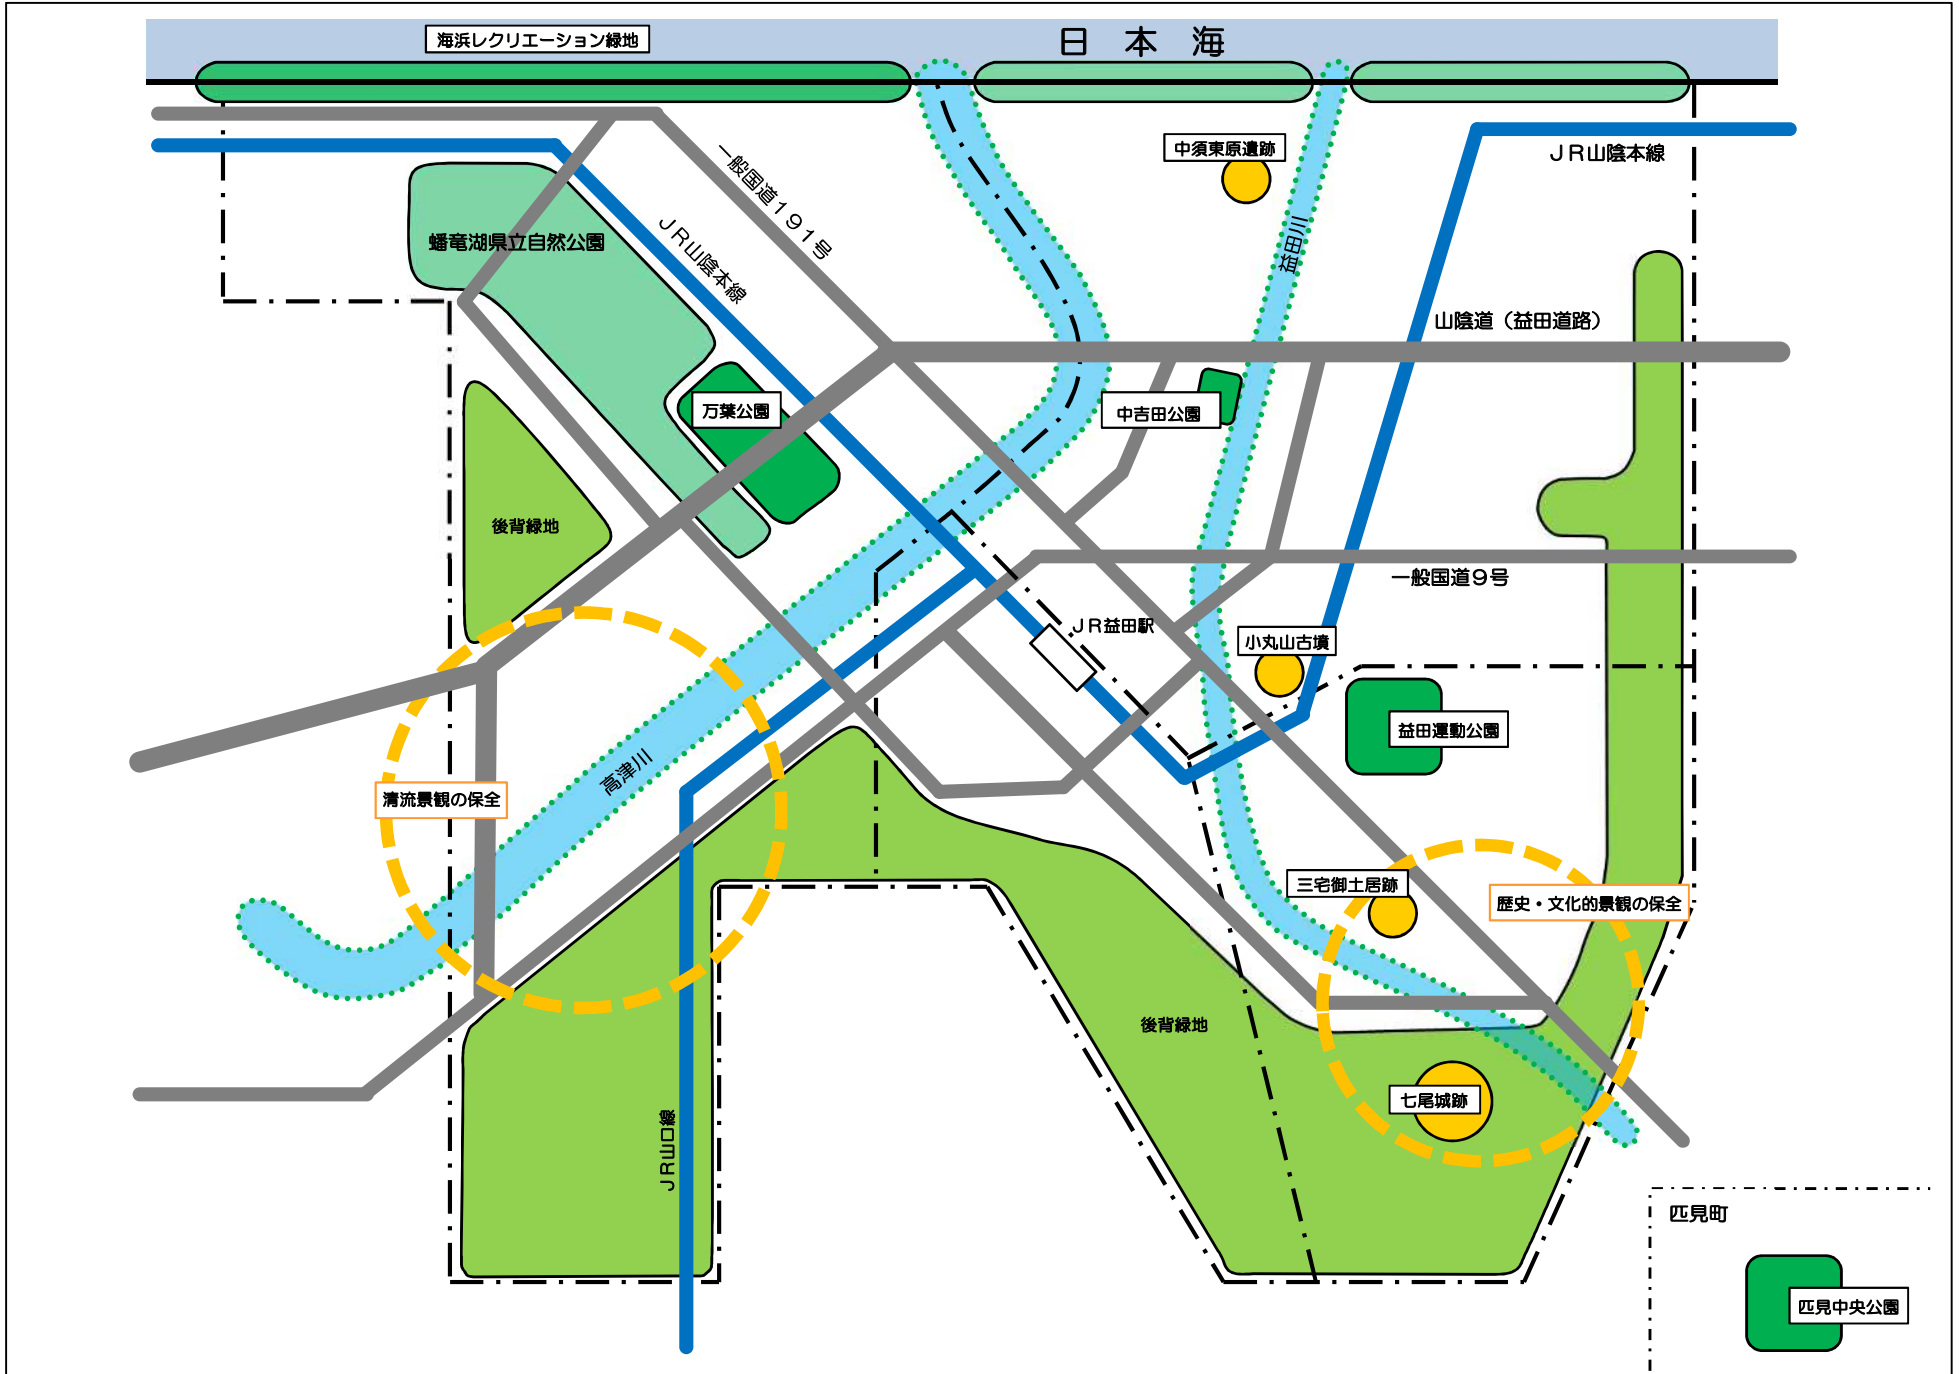 海浜レクリエーション緑地
日本海
中須東原遺跡
JR山陰本線
一般国道191号
JR山陰本線
蟠竜湖県立自然公園
益田川
山陰道（益田道路）
万葉公園
中吉田公園
後背緑地
一般国道9号
JR益田駅
小丸山古墳
益田運動公園
高津川
清流景観の保全
三宅御土居跡
歴史・文化的景観の保全
後背緑地
七尾城跡
JR山口線
匹見町
匹見中央公園